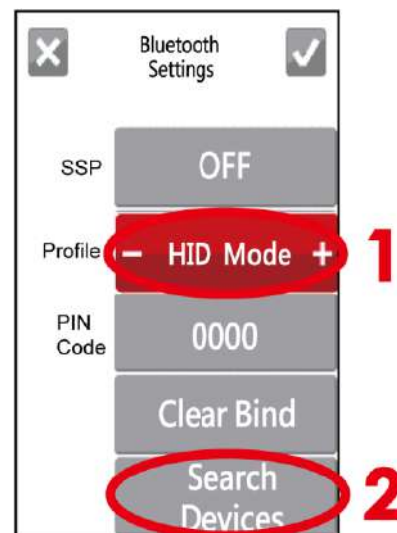 Bluetooth
Settings
SSP OFF
Profile − HID Mode + 1
PIN
Code 0000
Clear Bind
Search
Devices 2